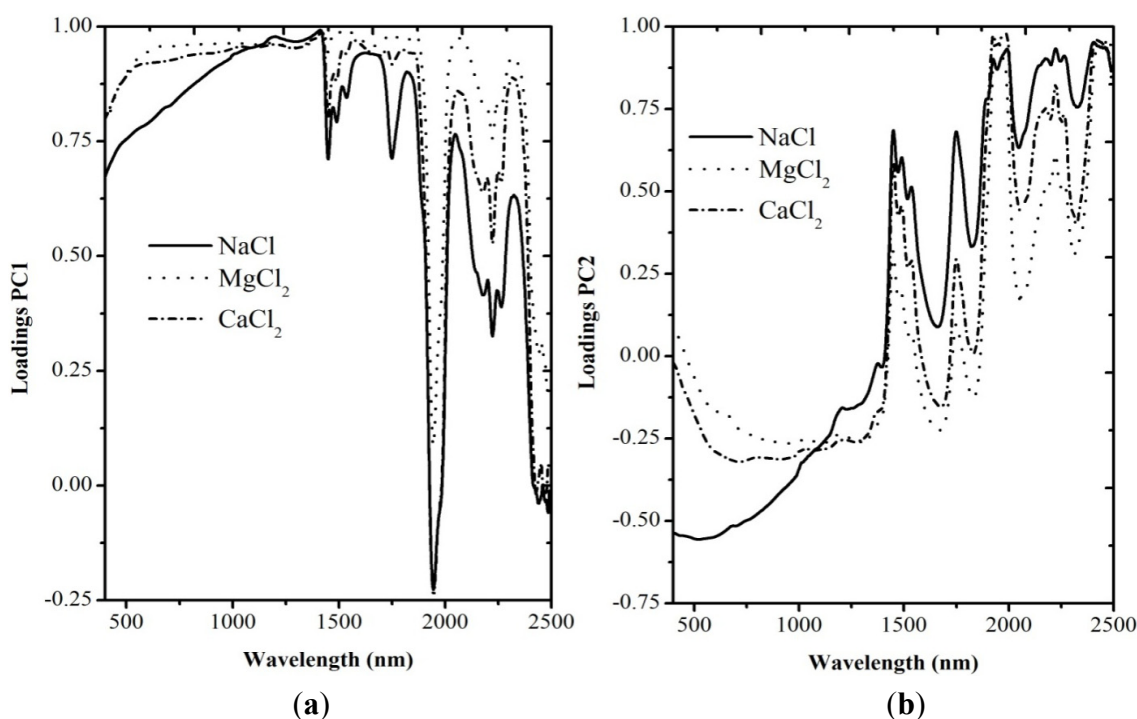 1.00
0.75
0.50
0.25
0.00
-0.25
Loadings PC1
NaCl
MgCl₂
CaCl₂
500
1000
1500
2000
2500
Wavelength (nm)
(a)
1.00
0.75
0.50
0.25
0.00
-0.25
-0.50
-0.75
Loadings PC2
NaCl
MgCl₂
CaCl₂
500
1000
1500
2000
2500
Wavelength (nm)
(b)